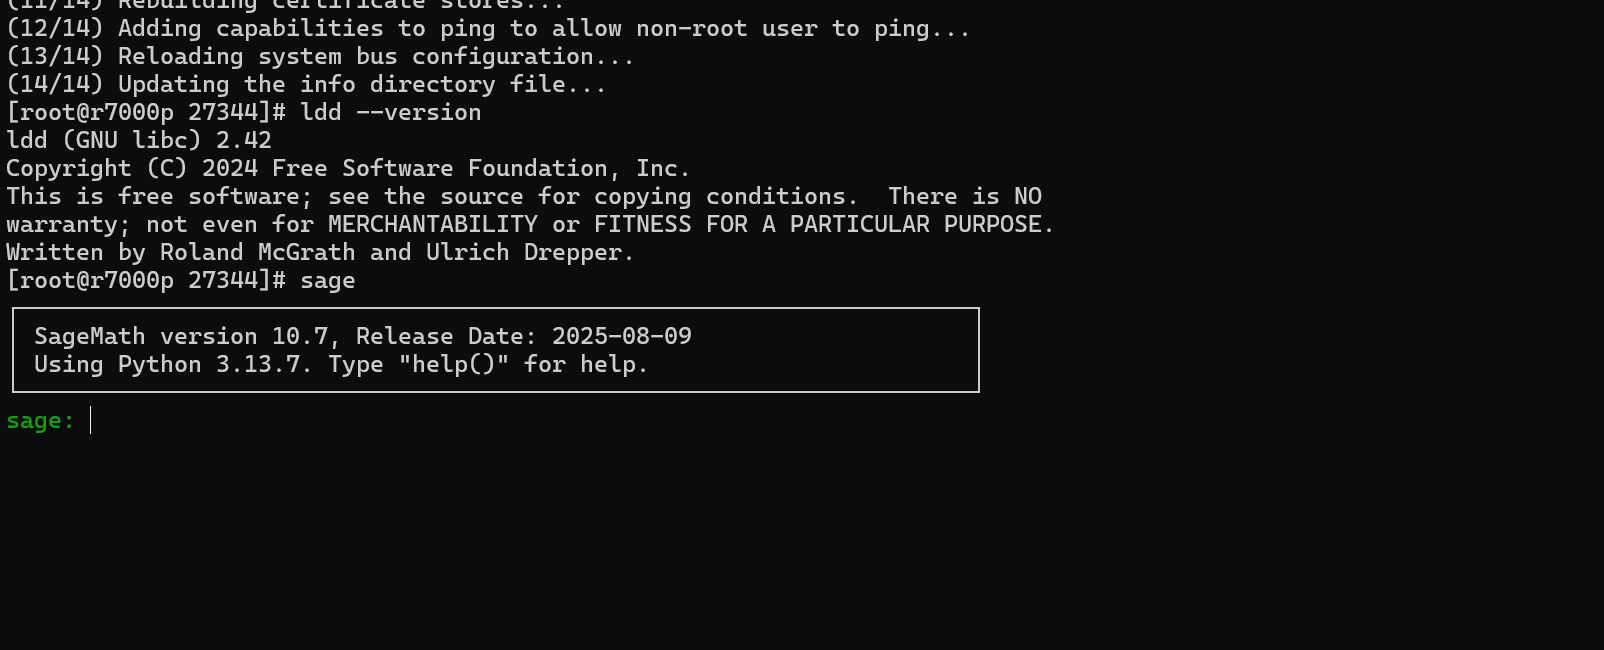 (11/14) Rebuilding certificate stores...
(12/14) Adding capabilities to ping to allow non-root user to ping...
(13/14) Reloading system bus configuration...
(14/14) Updating the info directory file...
[root@r7000p 27344]# ldd --version
ldd (GNU libc) 2.42
Copyright (C) 2024 Free Software Foundation, Inc.
This is free software; see the source for copying conditions.  There is NO
warranty; not even for MERCHANTABILITY or FITNESS FOR A PARTICULAR PURPOSE.
Written by Roland McGrath and Ulrich Drepper.
[root@r7000p 27344]# sage
SageMath version 10.7, Release Date: 2025-08-09
Using Python 3.13.7. Type "help()" for help.
sage: